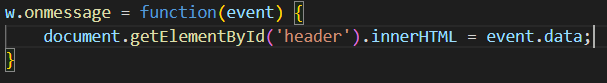 w.onmessage = function(event) {
    document.getElementById('header').innerHTML = event.data;
}